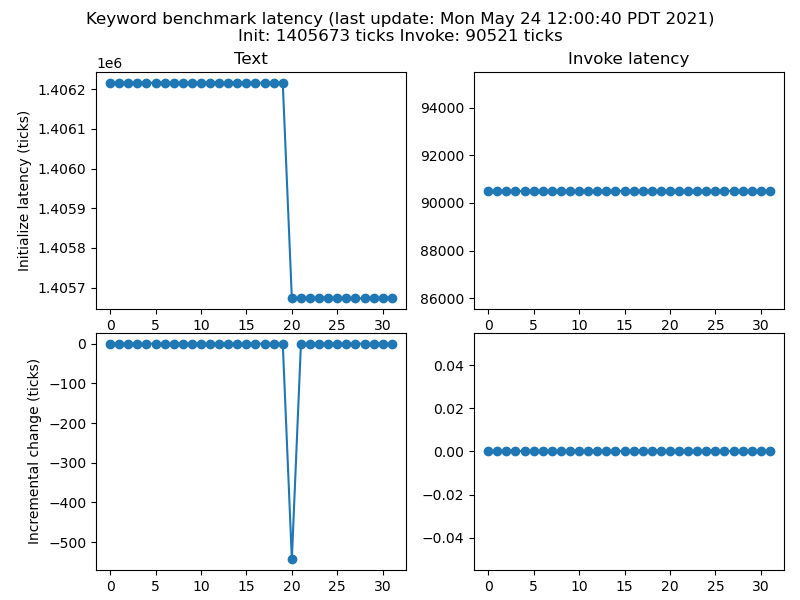 Keyword benchmark latency (last update: Mon May 24 12:00:40 PDT 2021)
Init: 1405673 ticks Invoke: 90521 ticks
Text
1e6
Initialize latency (ticks)
1.4062
1.4061
1.4060
1.4059
1.4058
1.4057
0 5 10 15 20 25 30
Invoke latency
94000
92000
90000
88000
86000
0 5 10 15 20 25 30
Incremental change (ticks)
0
−100
−200
−300
−400
−500
0 5 10 15 20 25 30
0.04
0.02
0.00
−0.02
−0.04
0 5 10 15 20 25 30